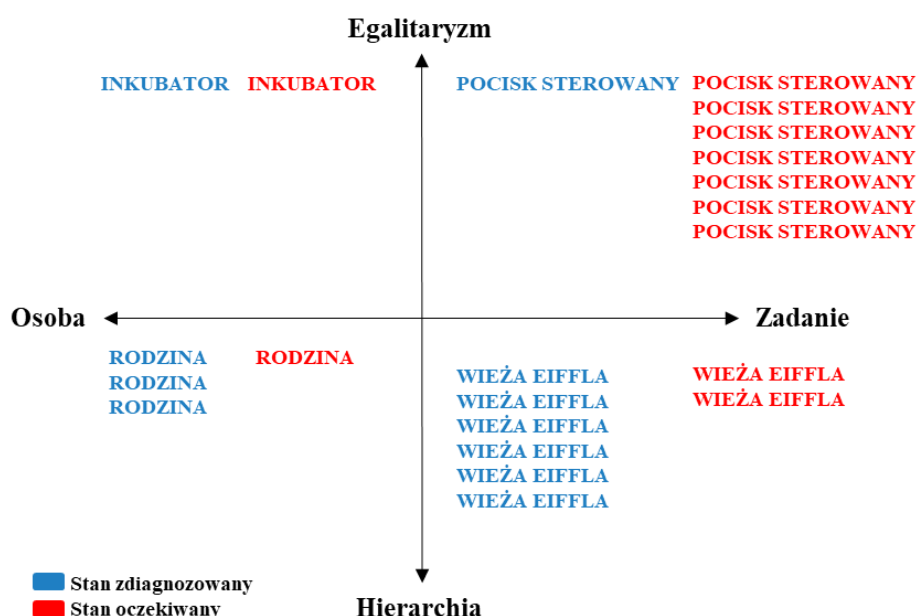 Egalitaryzm
INKUBATOR INKUBATOR POCISK STEROWANY POCISK STEROWANY
POCISK STEROWANY
POCISK STEROWANY
POCISK STEROWANY
POCISK STEROWANY
POCISK STEROWANY
POCISK STEROWANY
Osoba Zadanie
RODZINA RODZINA
RODZINA
RODZINA
WIEŻA EIFFLA WIEŻA EIFFLA
WIEŻA EIFFLA WIEŻA EIFFLA
WIEŻA EIFFLA
WIEŻA EIFFLA
WIEŻA EIFFLA
WIEŻA EIFFLA
Stan zdiagnozowany
Stan oczekiwany
Hierarchia